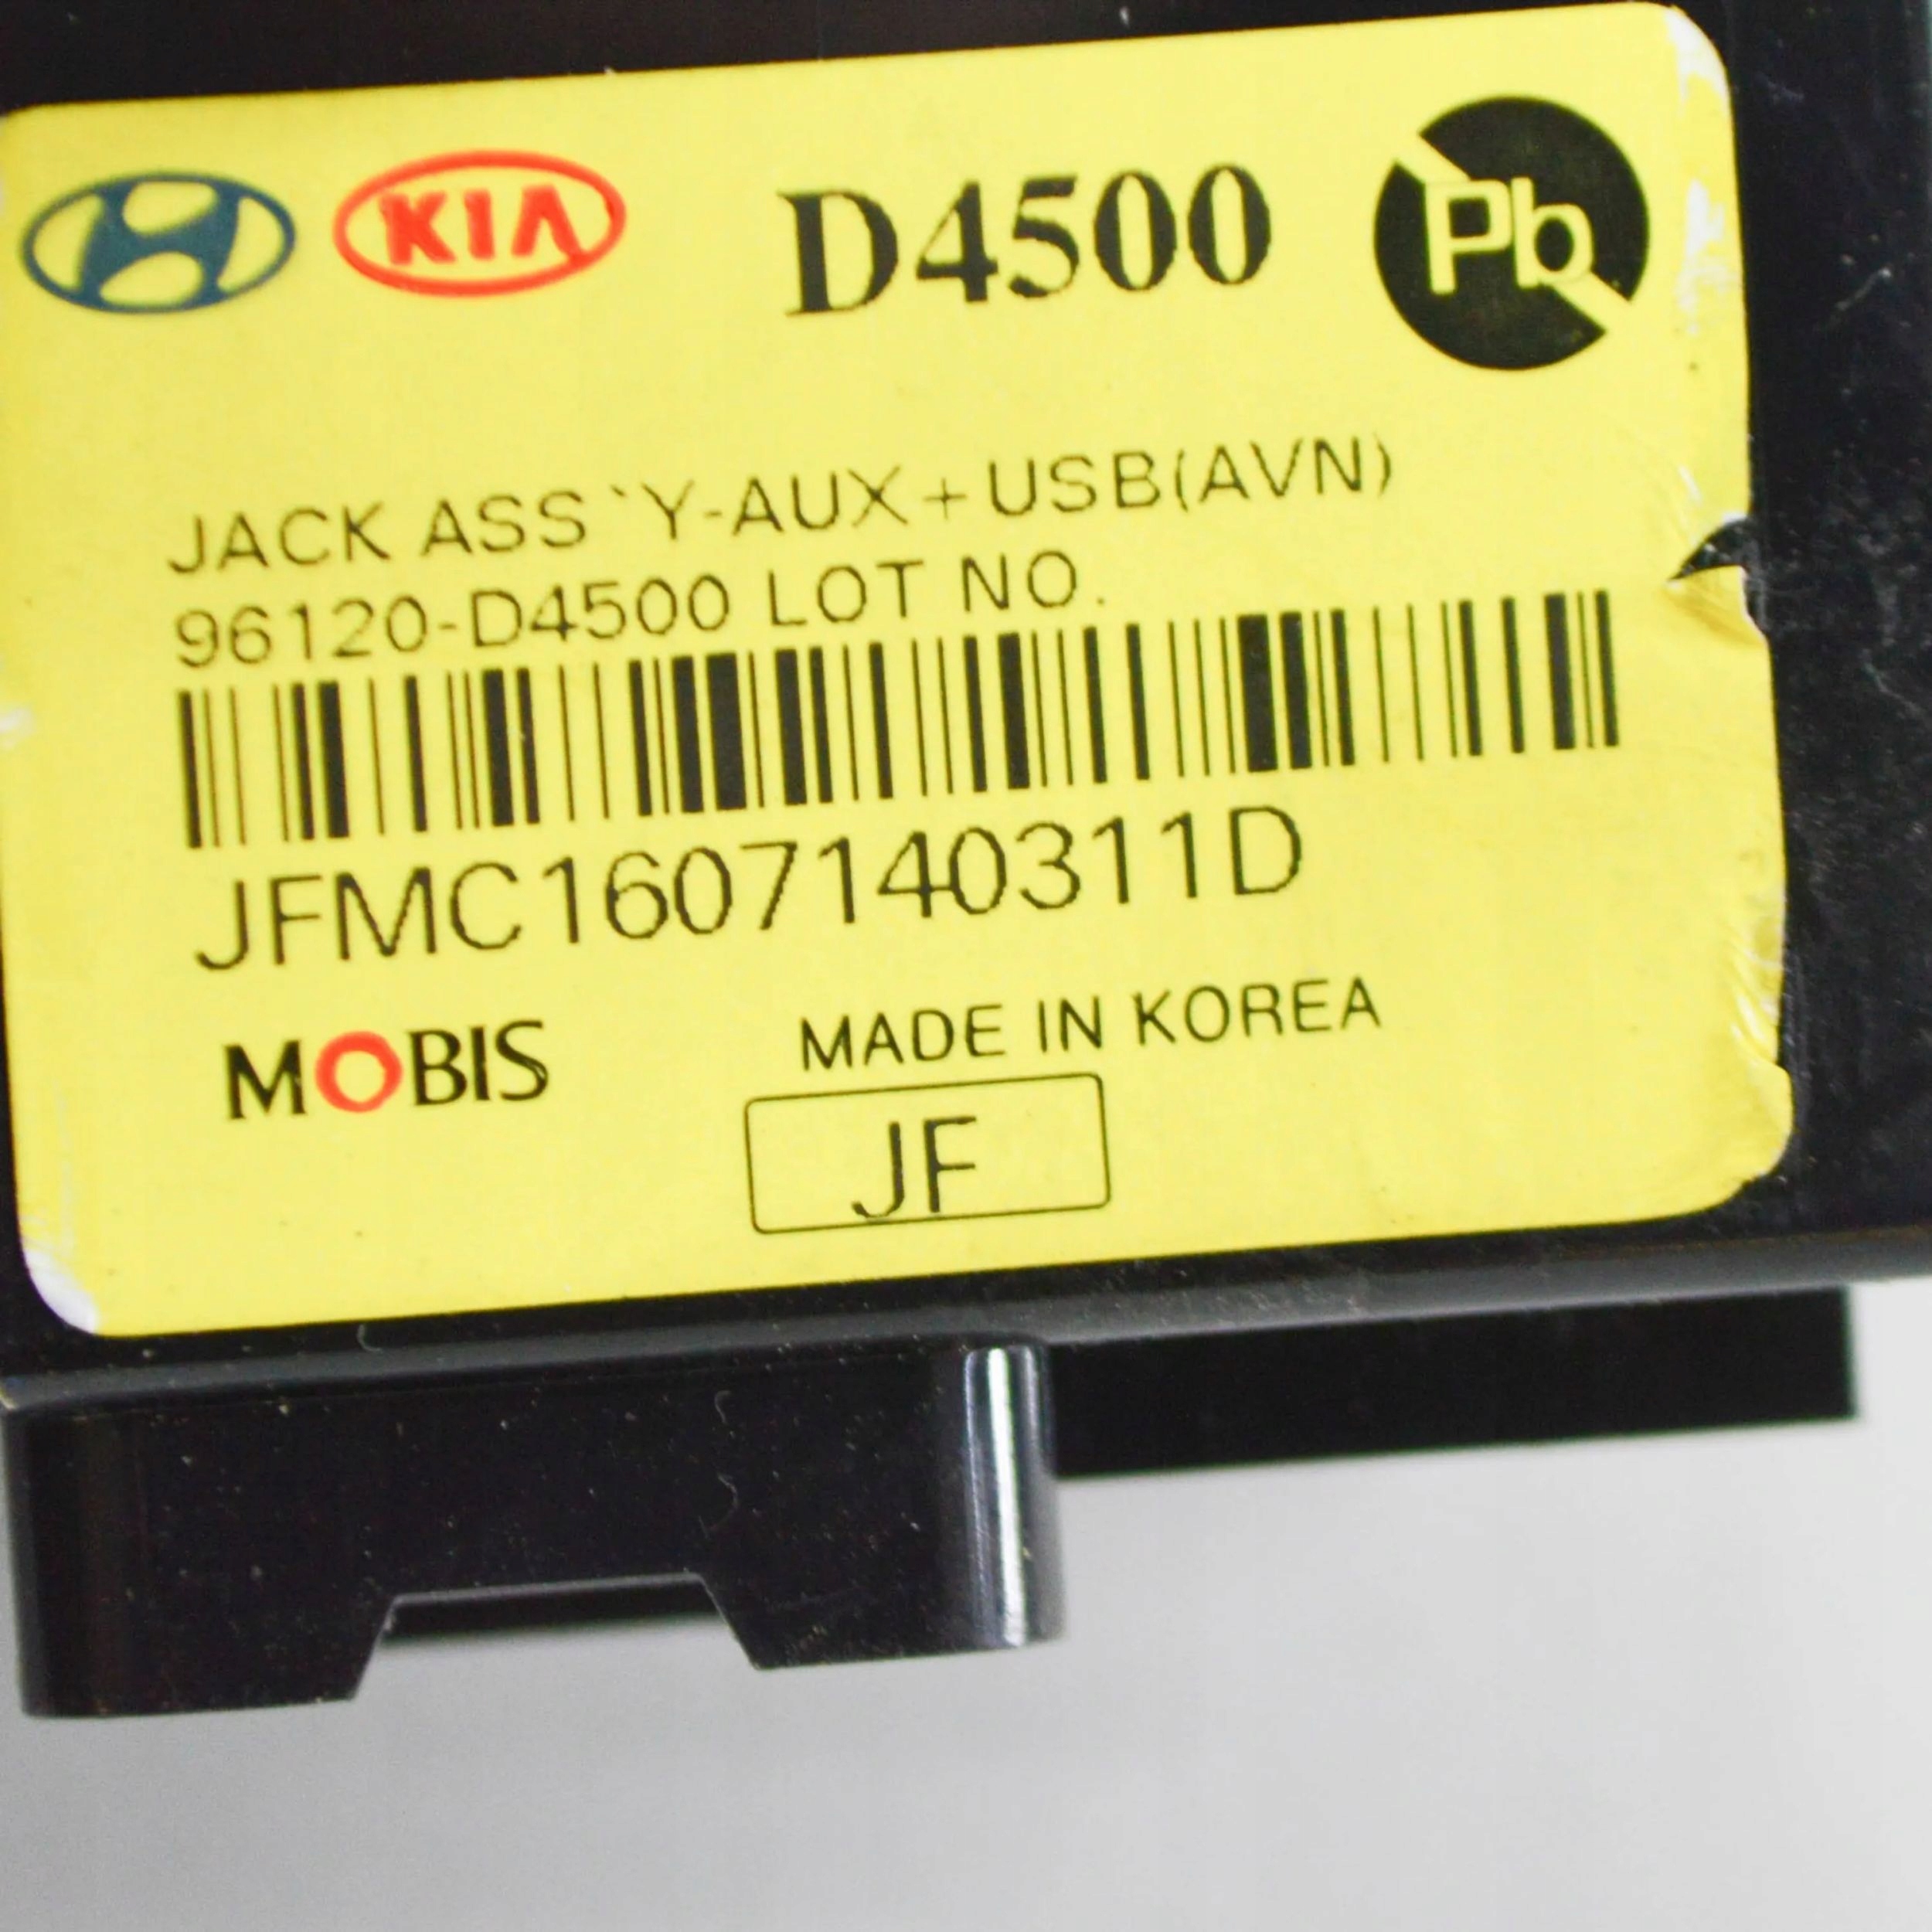 KIA D4500 Pb
JACK ASS`Y-AUX+USB(AVN)
96120-D4500 LOT NO.
JFMC1607140311D
MOBIS MADE IN KOREA
JF